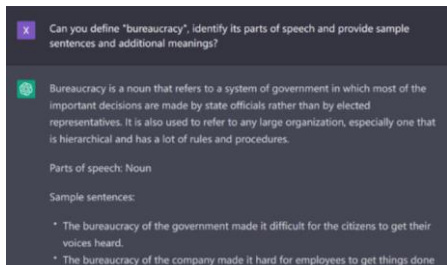 X
Can you define "bureaucracy", identify its parts of speech and provide sample
sentences and additional meanings?
Bureaucracy is a noun that refers to a system of government in which most of the
important decisions are made by state officials rather than by elected
representatives. It is also used to refer to any large organization, especially one that
is hierarchical and has a lot of rules and procedures.
Parts of speech: Noun
Sample sentences:
* The bureaucracy of the government made it difficult for the citizens to get their
voices heard.
* The bureaucracy of the company made it hard for employees to get things done